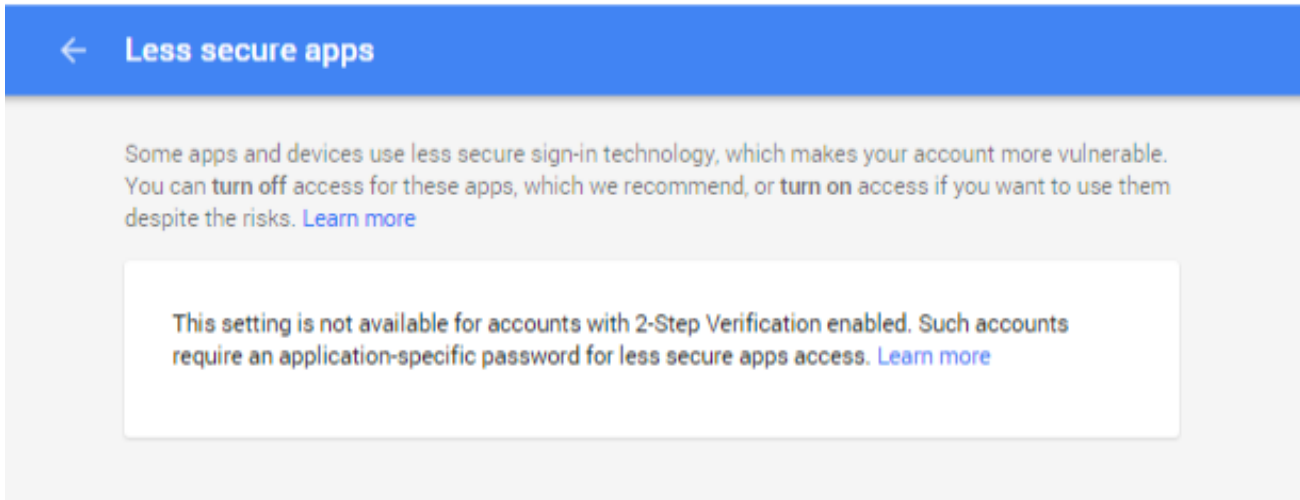 Less secure apps
Some apps and devices use less secure sign-in technology, which makes your account more vulnerable.
You can turn off access for these apps, which we recommend, or turn on access if you want to use them
despite the risks. Learn more
This setting is not available for accounts with 2-Step Verification enabled. Such accounts
require an application-specific password for less secure apps access. Learn more